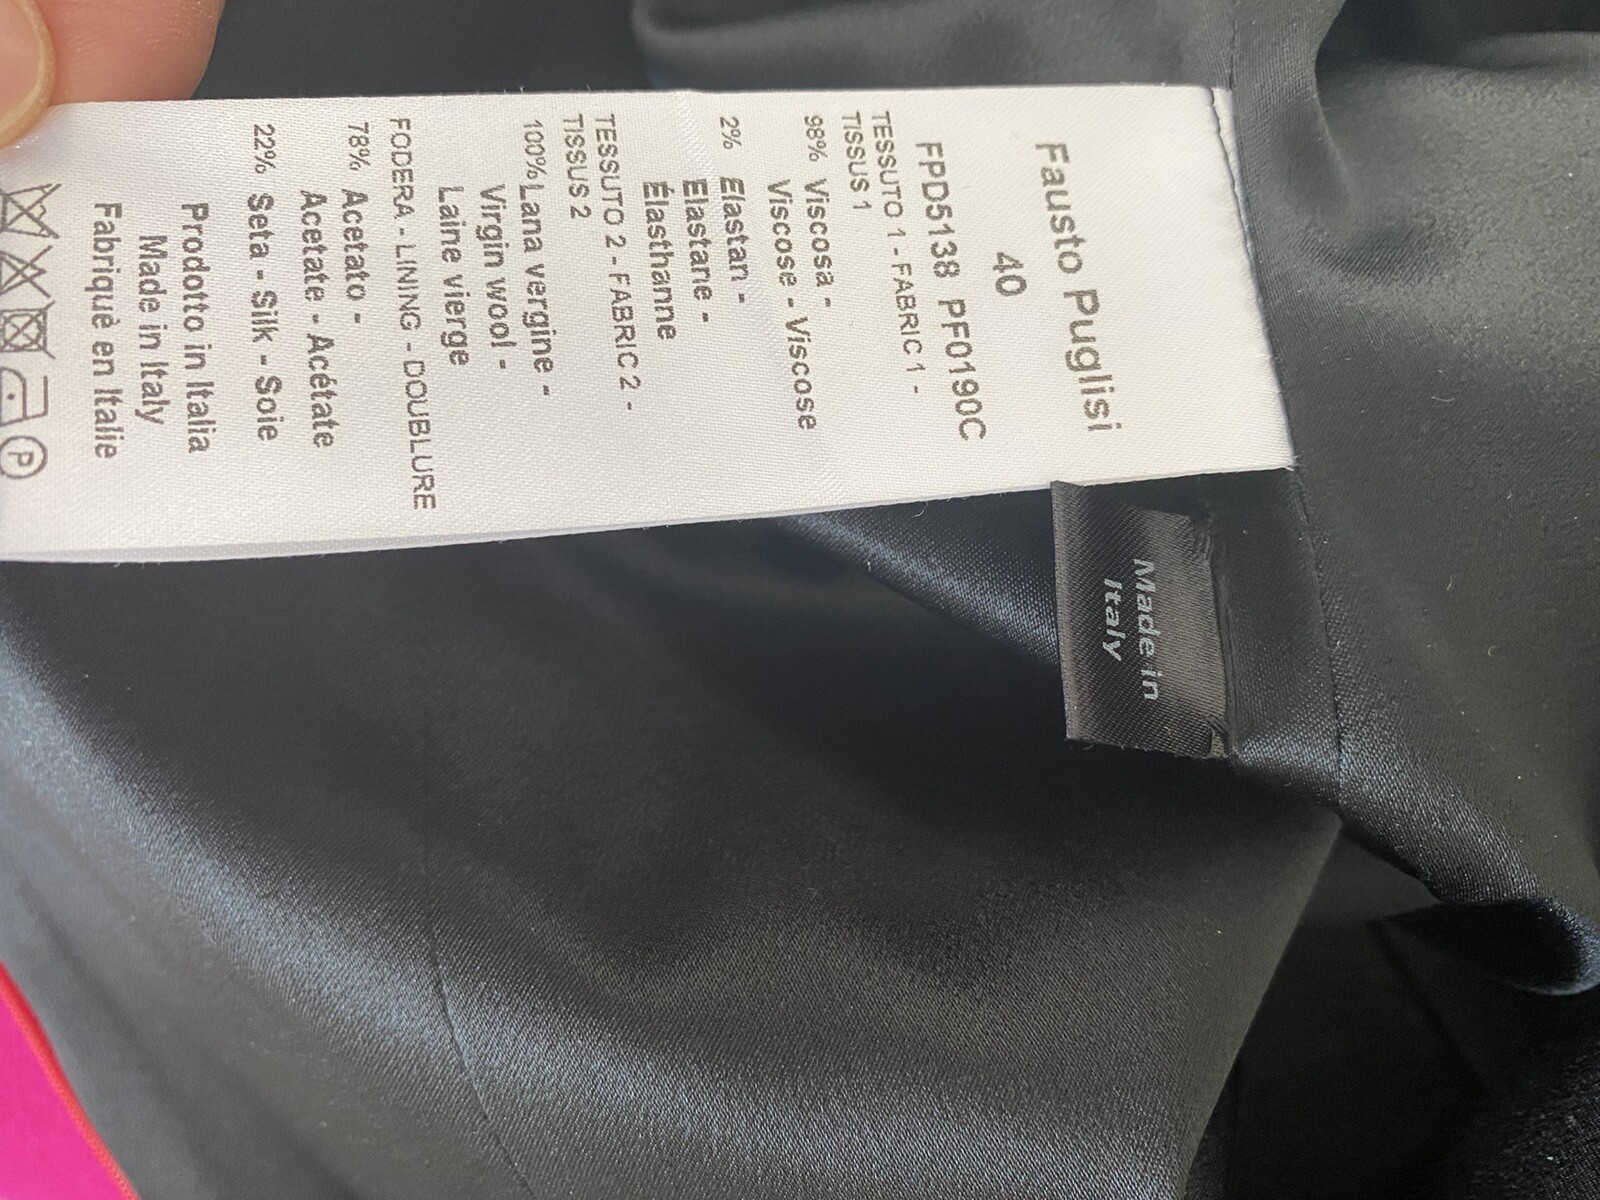 Fausto Puglisi
40
FPD5138 PF0190C
TESSUTO 1 - FABRIC 1 -
TISSUS 1
98% Viscosa -
Viscose - Viscose
2% Elastan -
Elastane -
Élasthanne
TESSUTO 2 - FABRIC 2 -
TISSUS 2
100%Lana vergine -
Virgin wool -
Laine vierge
FODERA - LINING - DOUBLURE
78% Acetato -
Acetate - Acétate
22% Seta - Silk - Soie
Prodotto in Italia
Made in Italy
Fabriquè en Italie
P
Made in
Italy